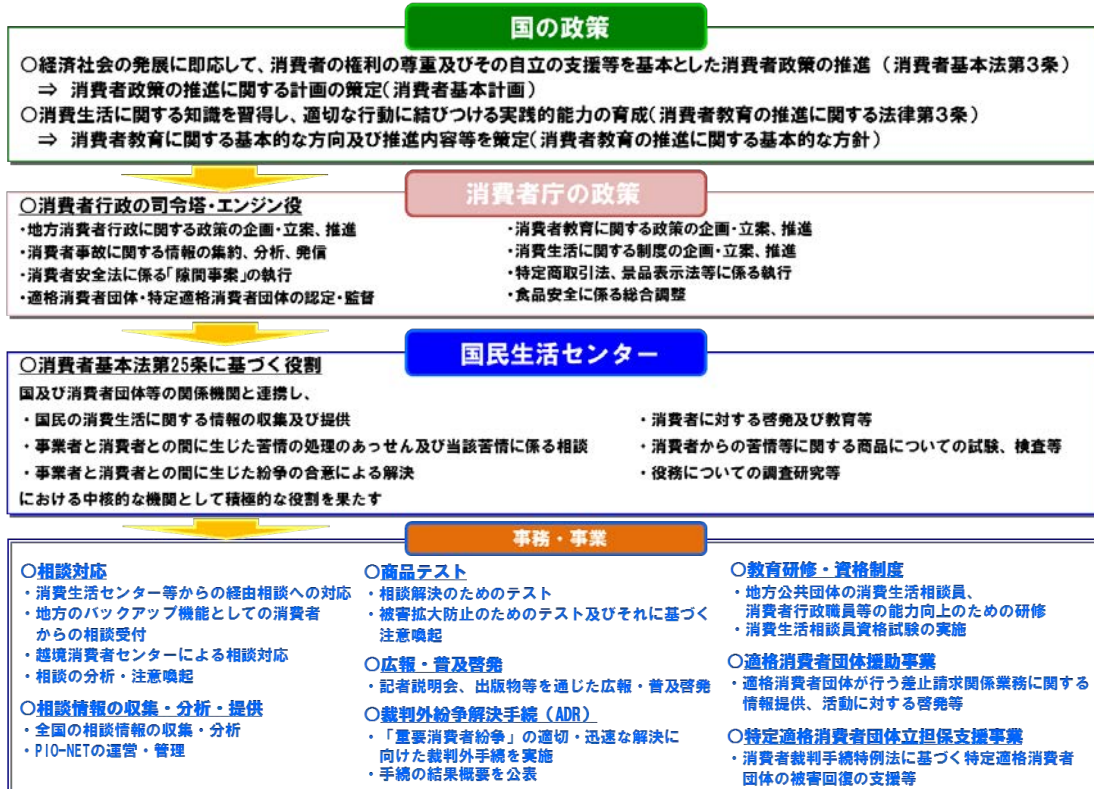 国の政策
〇経済社会の発展に即応して、消費者の権利の尊重及びその自立の支援等を基本とした消費者政策の推進（消費者基本法第3条）
⇒ 消費者政策の推進に関する計画の策定（消費者基本計画）
〇消費生活に関する知識を習得し、適切な行動に結びつける実践的能力の育成（消費者教育の推進に関する法律第3条）
⇒ 消費者教育に関する基本的な方向及び推進内容等を策定（消費者教育の推進に関する基本的な方針）
消費者庁の政策
〇消費者行政の司令塔・エンジン役
・地方消費者行政に関する政策の企画・立案、推進
・消費者事故に関する情報の集約、分析、発信
・消費者安全法に係る「隙間事案」の執行
・適格消費者団体・特定適格消費者団体の認定・監督
・消費者教育に関する政策の企画・立案、推進
・消費生活に関する制度の企画・立案、推進
・特定商取引法、景品表示法等に係る執行
・食品安全に係る総合調整
国民生活センター
〇消費者基本法第25条に基づく役割
国及び消費者団体等の関係機関と連携し、
・国民の消費生活に関する情報の収集及び提供
・事業者と消費者との間に生じた苦情の処理のあっせん及び当該苦情に係る相談
・事業者と消費者との間に生じた紛争の合意による解決
・消費者に対する啓発及び教育等
・消費者からの苦情等に関する商品についての試験、検査等
・役務についての調査研究等
における中核的な機関として積極的な役割を果たす
事務・事業
〇相談対応
・消費生活センター等からの経由相談への対応
・地方のバックアップ機能としての消費者
からの相談受付
・越境消費者センターによる相談対応
・相談の分析・注意喚起
〇相談情報の収集・分析・提供
・全国の相談情報の収集・分析
・PIO-NETの運営・管理
〇商品テスト
・相談解決のためのテスト
・被害拡大防止のためのテスト及びそれに基づく
注意喚起
〇広報・普及啓発
・記者説明会、出版物等を通じた広報・普及啓発
〇裁判外紛争解決手続（ADR）
・「重要消費者紛争」の適切・迅速な解決に
向けた裁判外手続を実施
・手続の結果概要を公表
〇教育研修・資格制度
・地方公共団体の消費生活相談員、
消費者行政職員等の能力向上のための研修
・消費生活相談員資格試験の実施
〇適格消費者団体援助事業
・適格消費者団体が行う差止請求関係業務に関する
情報提供、活動に対する啓発等
〇特定適格消費者団体立担保支援事業
・消費者裁判手続特例法に基づく特定適格消費者
団体の被害回復の支援等